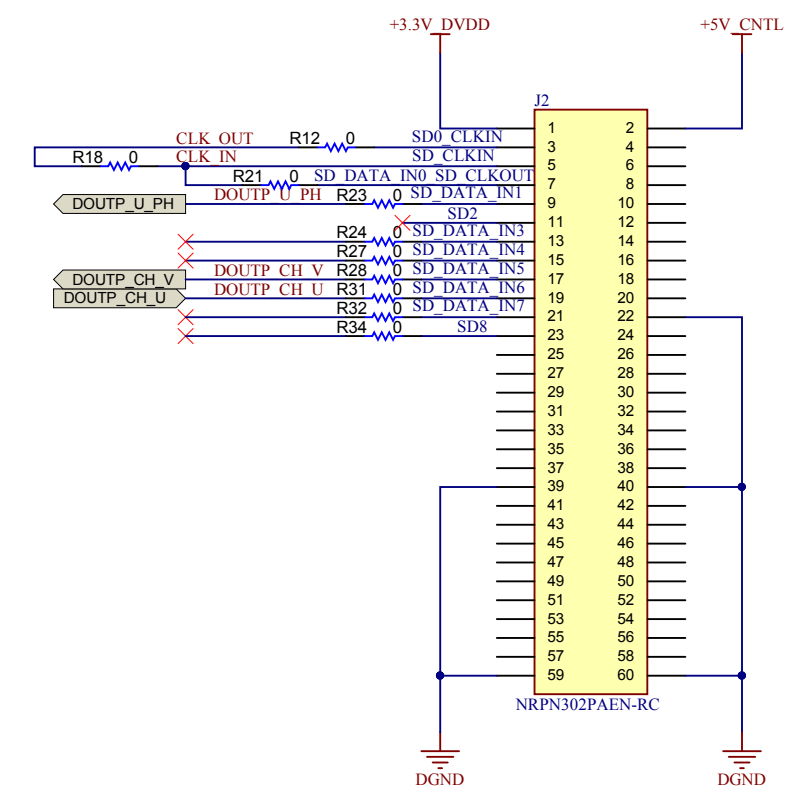 +3.3V_DVDD +5V_CNTL
J2
1 2
CLK_OUT R12 0 SD0_CLKIN 3 4
R18 0 CLK_IN SD_CLKIN 5 6
R21 0 SD_DATA_IN0_SD_CLKOUT 7 8
DOUTP_U_PH DOUTP_U_PH R23 0 SD_DATA_IN1 9 10
SD2 11 12
R24 0 SD_DATA_IN3 13 14
R27 0 SD_DATA_IN4 15 16
DOUTP_CH_V DOUTP_CH_V R28 0 SD_DATA_IN5 17 18
DOUTP_CH_U DOUTP_CH_U R31 0 SD_DATA_IN6 19 20
R32 0 SD_DATA_IN7 21 22
R34 0 SD8 23 24
25 26
27 28
29 30
31 32
33 34
35 36
37 38
39 40
41 42
43 44
45 46
47 48
49 50
51 52
53 54
55 56
57 58
59 60
NRPN302PAEN-RC
DGND DGND